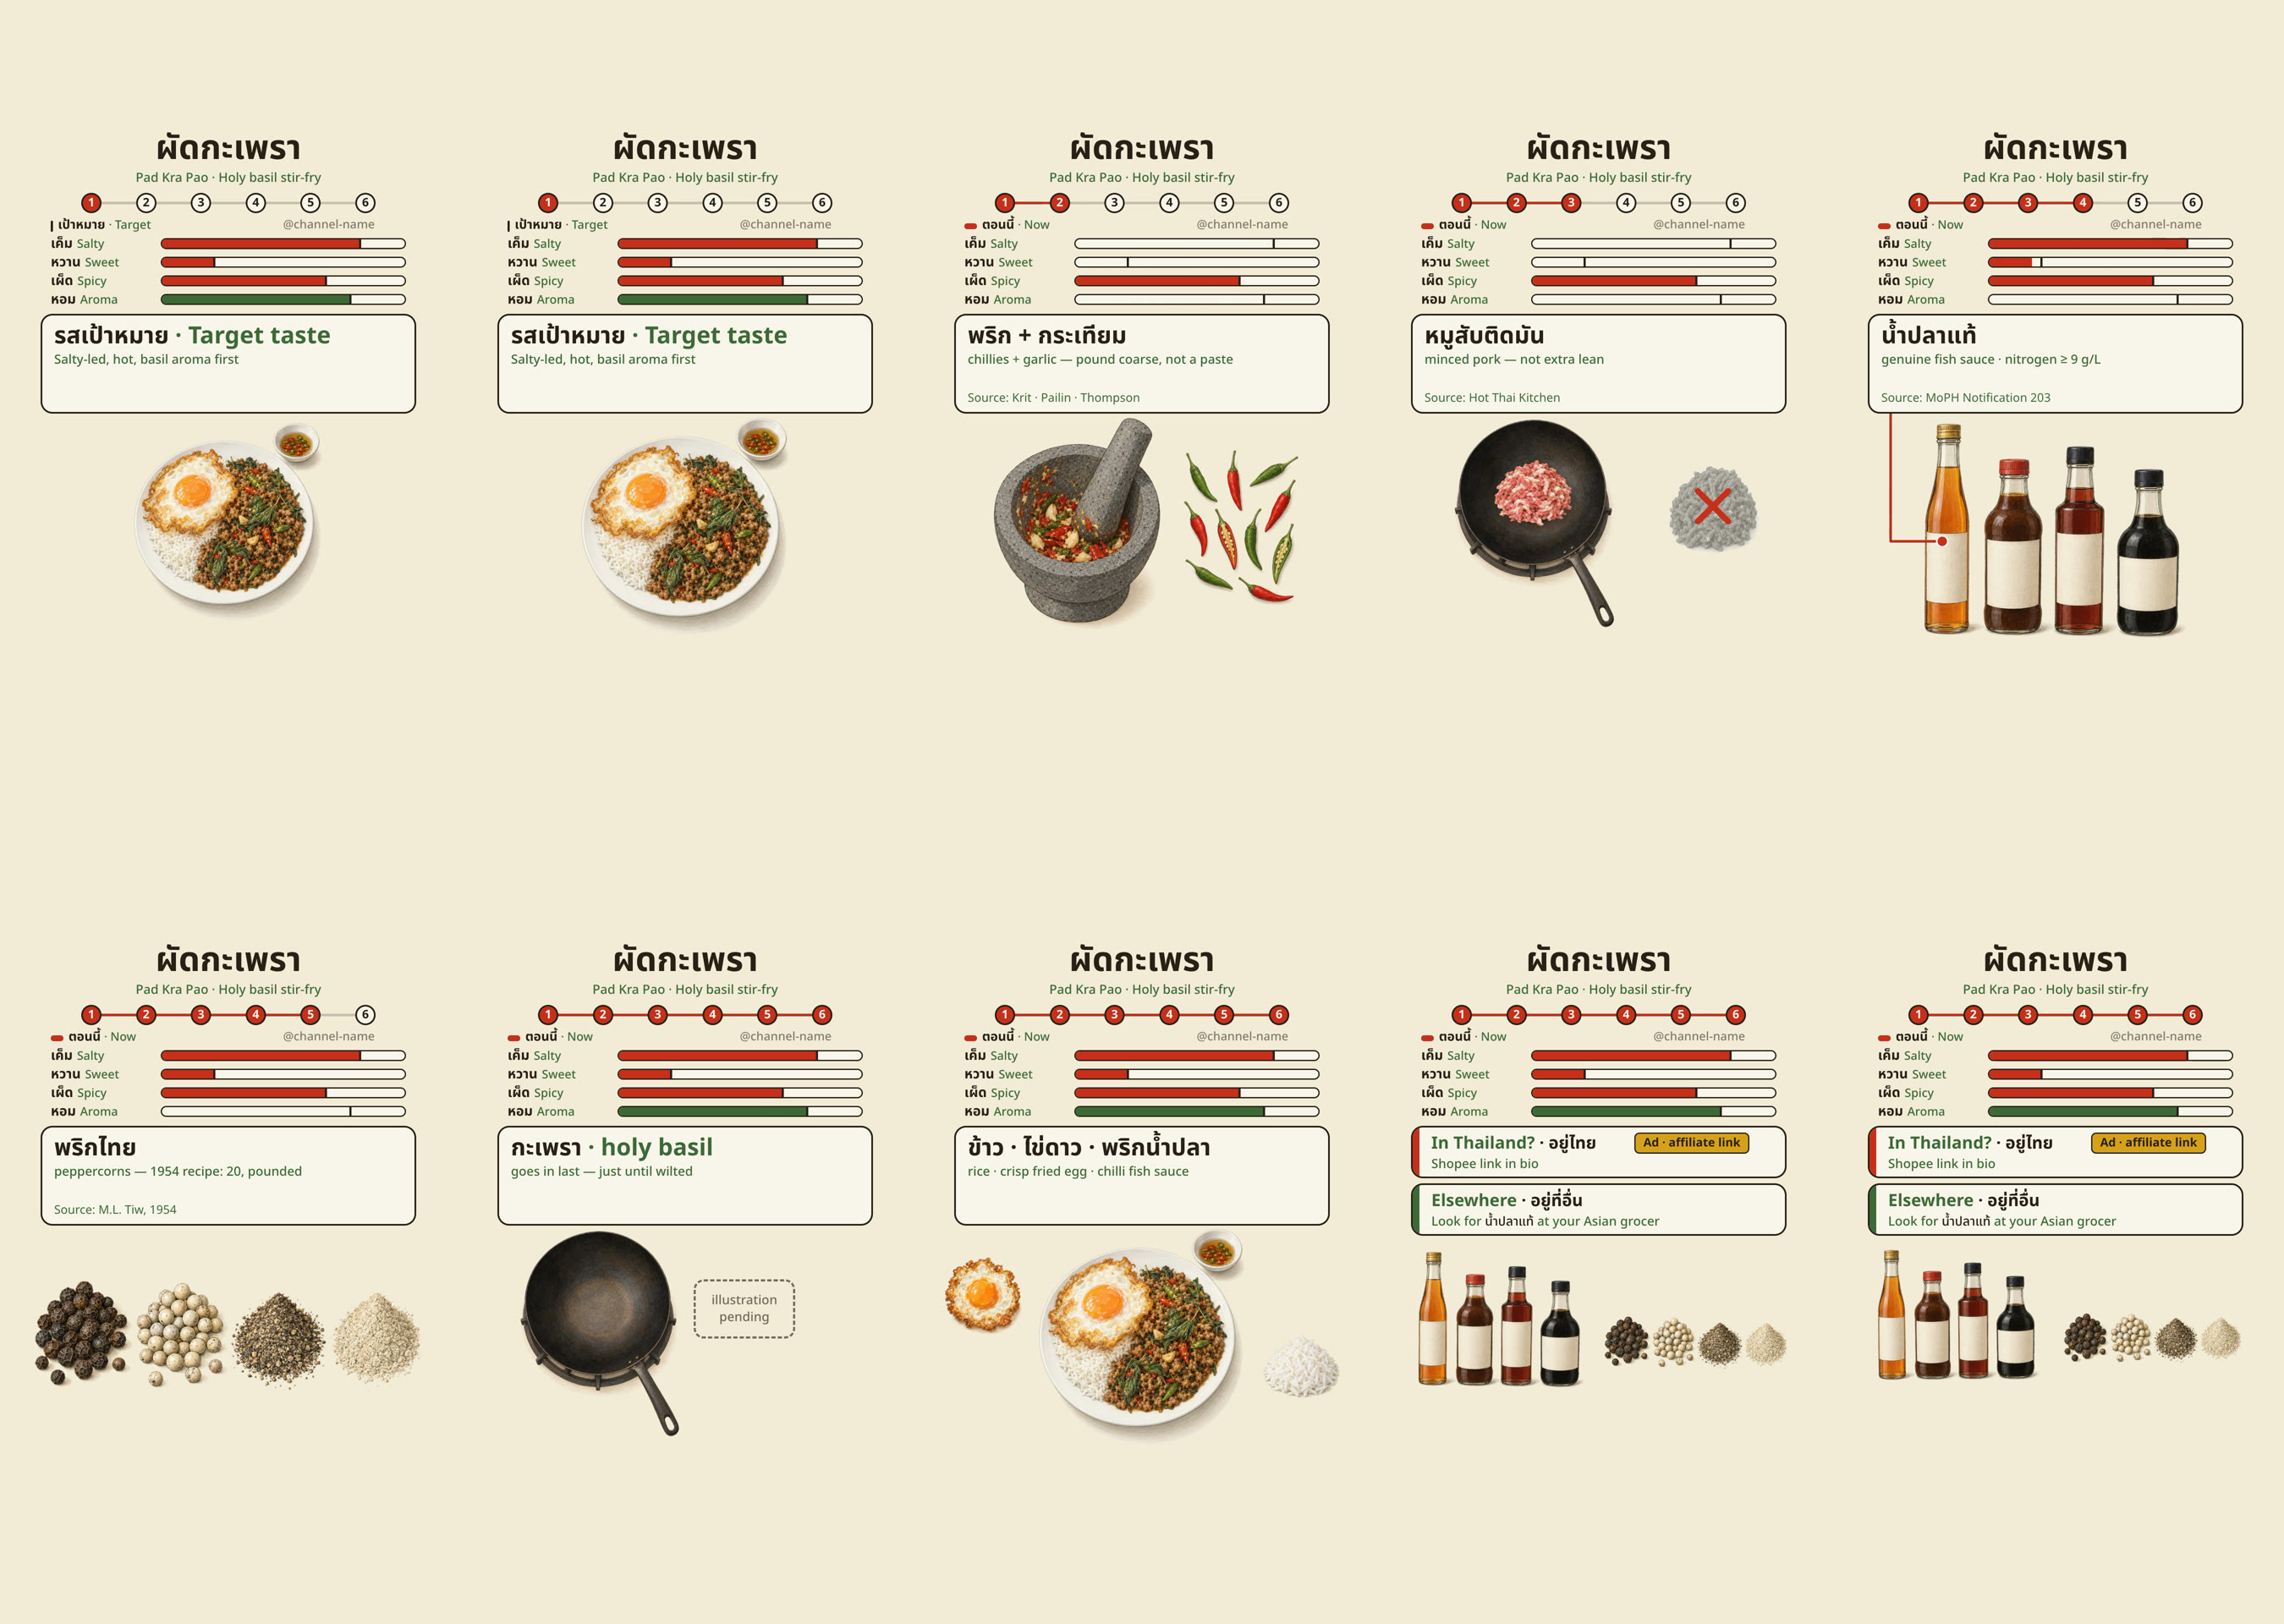 ผัดกะเพรา
Pad Kra Pao · Holy basil stir-fry
1 2 3 4 5 6
เป้าหมาย · Target @channel-name
เค็ม Salty
หวาน Sweet
เผ็ด Spicy
หอม Aroma
รสเป้าหมาย · Target taste
Salty-led, hot, basil aroma first
ผัดกะเพรา
Pad Kra Pao · Holy basil stir-fry
1 2 3 4 5 6
เป้าหมาย · Target @channel-name
เค็ม Salty
หวาน Sweet
เผ็ด Spicy
หอม Aroma
รสเป้าหมาย · Target taste
Salty-led, hot, basil aroma first
ผัดกะเพรา
Pad Kra Pao · Holy basil stir-fry
1 2 3 4 5 6
ตอนนี้ · Now @channel-name
เค็ม Salty
หวาน Sweet
เผ็ด Spicy
หอม Aroma
พริก + กระเทียม
chillies + garlic — pound coarse, not a paste
Source: Krit · Pailin · Thompson
ผัดกะเพรา
Pad Kra Pao · Holy basil stir-fry
1 2 3 4 5 6
ตอนนี้ · Now @channel-name
เค็ม Salty
หวาน Sweet
เผ็ด Spicy
หอม Aroma
หมูสับติดมัน
minced pork — not extra lean
Source: Hot Thai Kitchen
ผัดกะเพรา
Pad Kra Pao · Holy basil stir-fry
1 2 3 4 5 6
ตอนนี้ · Now @channel-name
เค็ม Salty
หวาน Sweet
เผ็ด Spicy
หอม Aroma
น้ำปลาแท้
genuine fish sauce · nitrogen ≥ 9 g/L
Source: MoPH Notification 203
ผัดกะเพรา
Pad Kra Pao · Holy basil stir-fry
1 2 3 4 5 6
ตอนนี้ · Now @channel-name
เค็ม Salty
หวาน Sweet
เผ็ด Spicy
หอม Aroma
พริกไทย
peppercorns — 1954 recipe: 20, pounded
Source: M.L. Tiw, 1954
ผัดกะเพรา
Pad Kra Pao · Holy basil stir-fry
1 2 3 4 5 6
ตอนนี้ · Now @channel-name
เค็ม Salty
หวาน Sweet
เผ็ด Spicy
หอม Aroma
กะเพรา · holy basil
goes in last — just until wilted
illustration
pending
ผัดกะเพรา
Pad Kra Pao · Holy basil stir-fry
1 2 3 4 5 6
ตอนนี้ · Now @channel-name
เค็ม Salty
หวาน Sweet
เผ็ด Spicy
หอม Aroma
ข้าว · ไข่ดาว · พริกน้ำปลา
rice · crisp fried egg · chilli fish sauce
ผัดกะเพรา
Pad Kra Pao · Holy basil stir-fry
1 2 3 4 5 6
ตอนนี้ · Now @channel-name
เค็ม Salty
หวาน Sweet
เผ็ด Spicy
หอม Aroma
In Thailand? · อยู่ไทย Ad · affiliate link
Shopee link in bio
Elsewhere · อยู่ที่อื่น
Look for น้ำปลาแท้ at your Asian grocer
ผัดกะเพรา
Pad Kra Pao · Holy basil stir-fry
1 2 3 4 5 6
ตอนนี้ · Now @channel-name
เค็ม Salty
หวาน Sweet
เผ็ด Spicy
หอม Aroma
In Thailand? · อยู่ไทย Ad · affiliate link
Shopee link in bio
Elsewhere · อยู่ที่อื่น
Look for น้ำปลาแท้ at your Asian grocer